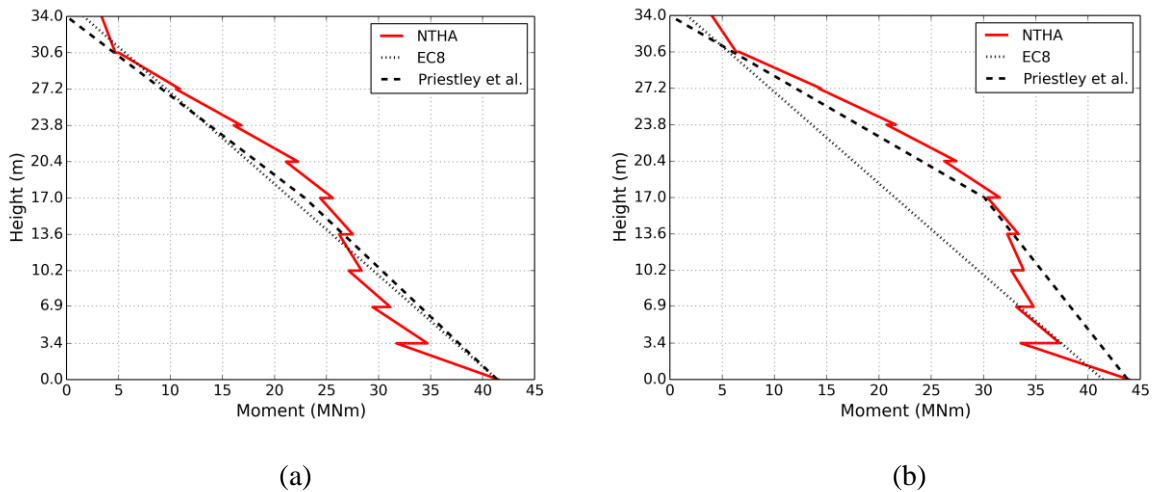 34.0
30.6
27.2
23.8
20.4
17.0
13.6
10.2
6.9
3.4
0.0
Height (m)
0 5 10 15 20 25 30 35 40 45
Moment (MNm)
NTHA
EC8
Priestley et al.
(a)
34.0
30.6
27.2
23.8
20.4
17.0
13.6
10.2
6.9
3.4
0.0
Height (m)
0 5 10 15 20 25 30 35 40 45
Moment (MNm)
NTHA
EC8
Priestley et al.
(b)